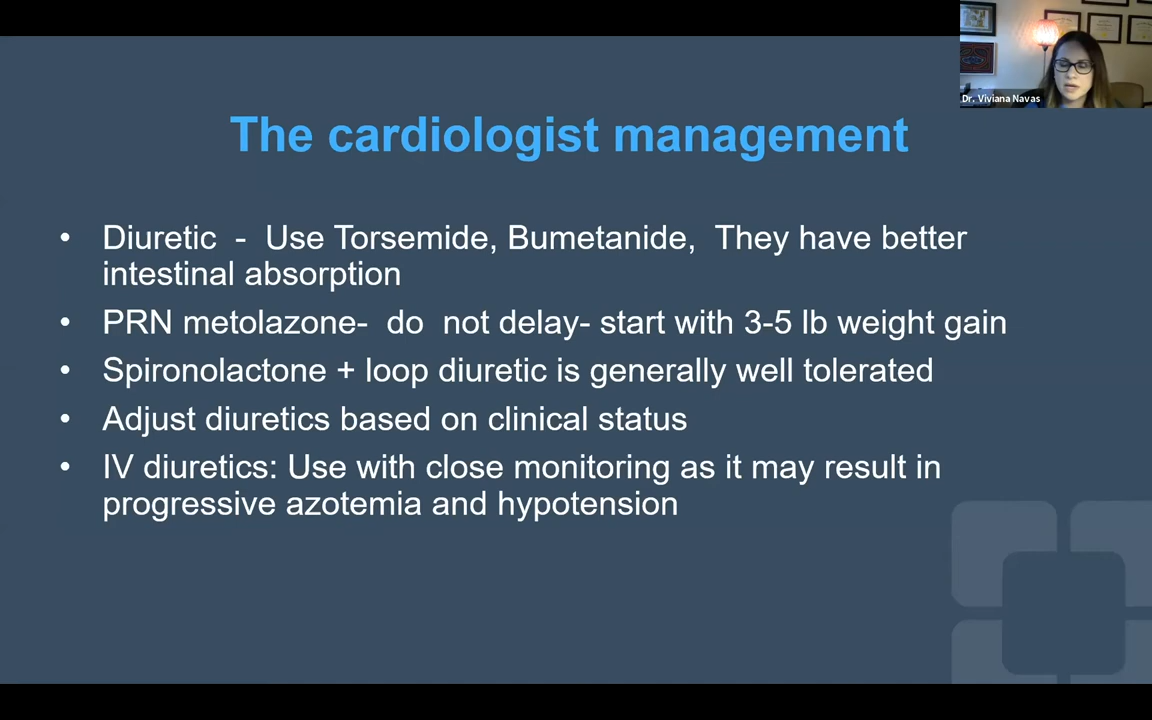 Dr. Viviana Navas
The cardiologist management
• Diuretic - Use Torsemide, Bumetanide, They have better
intestinal absorption
• PRN metolazone- do not delay- start with 3-5 lb weight gain
• Spironolactone + loop diuretic is generally well tolerated
• Adjust diuretics based on clinical status
• IV diuretics: Use with close monitoring as it may result in
progressive azotemia and hypotension